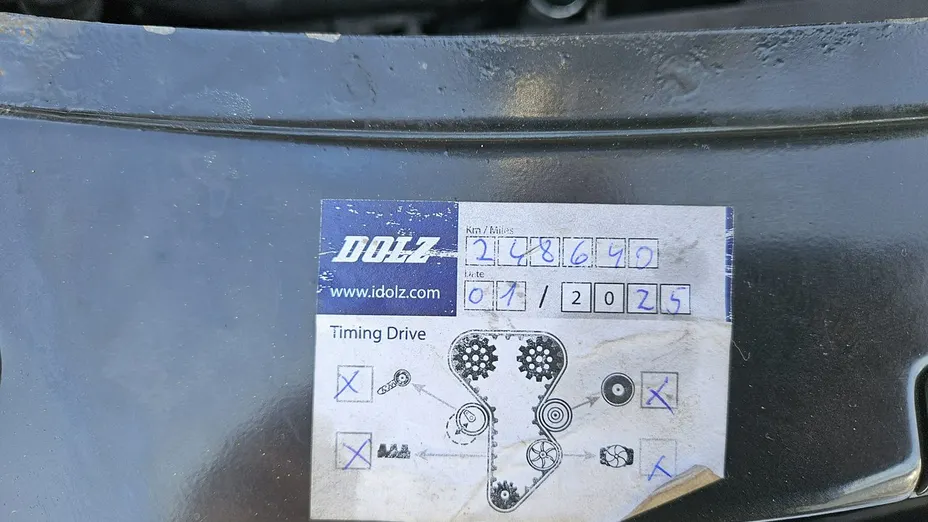 DOLZ
www.idolz.com
Km / Miles
248640
Date
01 / 2025
Timing Drive
X
X
X
X